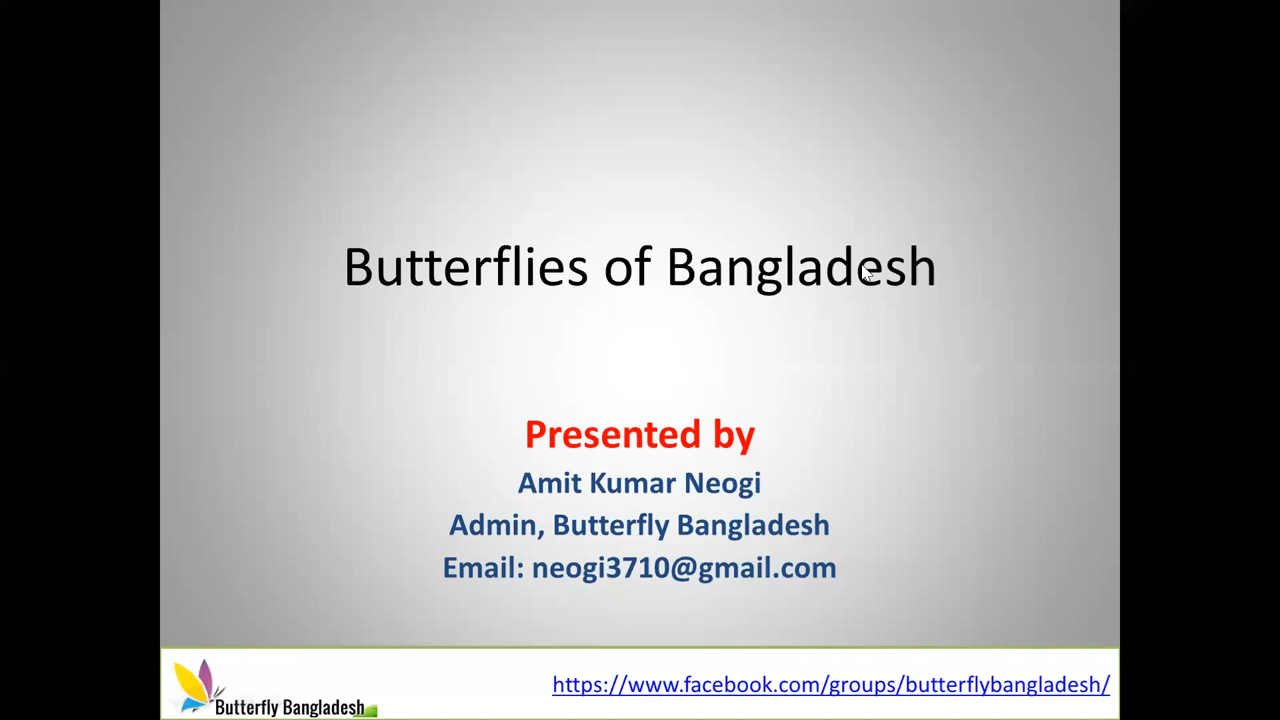 Butterflies of Bangladesh
Presented by
Amit Kumar Neogi
Admin, Butterfly Bangladesh
Email: neogi3710@gmail.com
Butterfly Bangladesh
https://www.facebook.com/groups/butterflybangladesh/